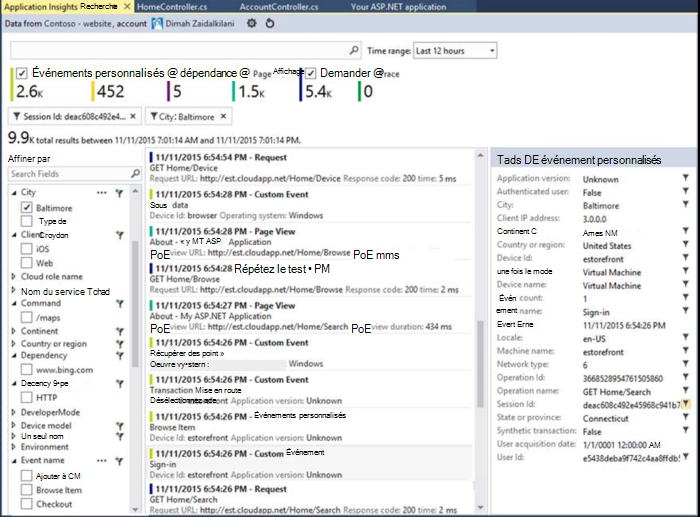 Application Insights Recherche HomeController.cs AccountController.cs Your ASP.NET application
Data from Contoso - website, account Dimah Zaidalkilani
Time range: Last 12 hours
Événements personnalisés @ dépendance @ Page Affichage Demander @race
2.6K 452 5 1.5K 5.4K 0
Session Id: deac608c492e4... × City: Baltimore ×
9.9K total results between 11/11/2015 7:01:14 AM and 11/11/2015 7:01:14 PM.
Affiner par
Search Fields
City ...
Baltimore
Type de
Croydon
iOS
Web
Cloud role name
Nom du service Tchad
Command
/maps
Continent
Country or region
Dependency
www.bing.com
HTTP
DeveloperMode
Device model
Un seul nom
Environment
Event name ...
Ajouter à CM
Browse Item
Checkout
11/11/2015 6:54:54 PM - Request
GET Home/Device
Request URL: http://est.cloudapp.net/Home/Device Response code: 200 time: 5 ms
11/11/2015 6:54:28 PM - Custom Event
Sous data
Device Id: browser Operating system: Windows
11/11/2015 6:54:28 PM - Page View
About - < y MT ASP Application
PoEview URL: http://est.cloudapp.net/Home/Browse PoE mms
11/11/2015 6:54:28 Répétez le test • PM
GET Home/Browse
Request URL: http://est.cloudapp.net/Home/Browse Response code: 200 time: 2 ms
11/11/2015 6:54:27 PM - Page View
About - My ASP.NET Application
PoEview URL: http://est.cloudapp.net/Home/Search PoEview duration: 434 ms
11/11/2015 6:54:26 PM - Custom Event
Récupérer des point »
Oeuvre vy•stern : Windows
11/11/2015 6:54:26 PM - Custom Event
Transaction Mise en route
estorefront Application version: Unknown
11/11/2015 6:54:26 PM - Événements personnalisés
Browse Item
Device Id: estorefront Application version: Unknown
11/11/2015 6:54:26 PM - Custom Événement
Sign-in
Device Id: estorefront Application version: Unknown
11/11/2015 6:54:26 PM - Request
GET Home/Search
Request URL: http://est.cloudapp.net/Home/Search Response code: 200 time: 2 ms
Tads DE événement personnalisés
Application version: Unknown
Authenticated user: False
City: Baltimore
Client IP address: 3.0.0.0
Continent C Ames NM
Country or region: United States
Device Id: estorefront
une fois le mode Virtual Machine
Device name: Virtual Machine
Évén count: 1
ement name: Sign-in
Evert Erne 11/11/2015 6:54:26 PM
Locale: en-US
Machine name: estorefront
Network type: 6
Operation Id: 3668528954761505860
Operation name: GET Home/Search
Session Id: deac608c492e45968c941b7
State or province: Connecticut
Synthetic transaction: False
User acquisition date: 1/1/0001 12:00:00 AM
User Id: e5438deba9f742c4aa8ffdb5